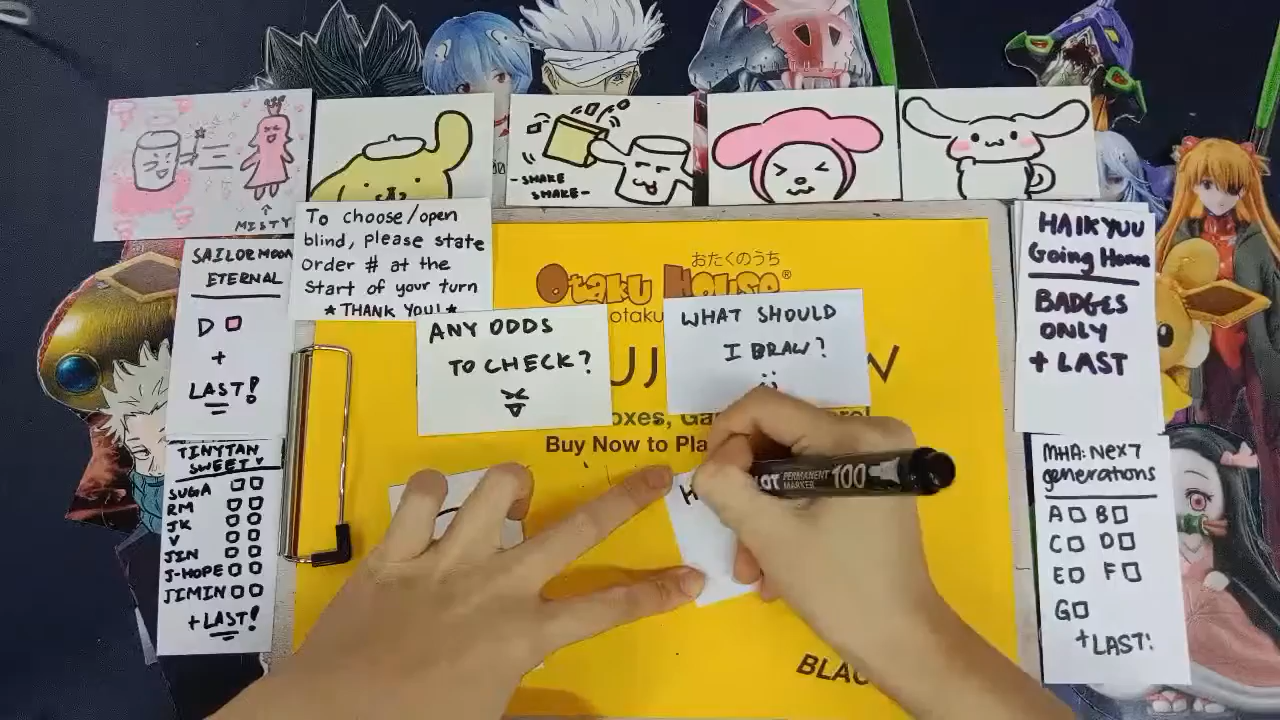 MISTY
- SHAKE
SHAKE -
To choose/open
blind, please state
Order # at the
Start of your turn
★ THANK YOU! ★
SAILORMOON
ETERNAL
D
+
LAST!
TINYTAN
SWEET
SUGA
RM
JK
V
JIN
J-HOPE
JIMIN
+LAST!
おたくのうち
Otaku House®
otaku
ANY ODDS
TO CHECK?
WHAT SHOULD
I DRAW?
Buy Now to Pla
PERMANENT
MARKER
100
BLAC
HAIKYUU
Going Home
BADGES
ONLY
+ LAST
MHA: NEXT
generations
A B
C D
E F
G
+LAST!